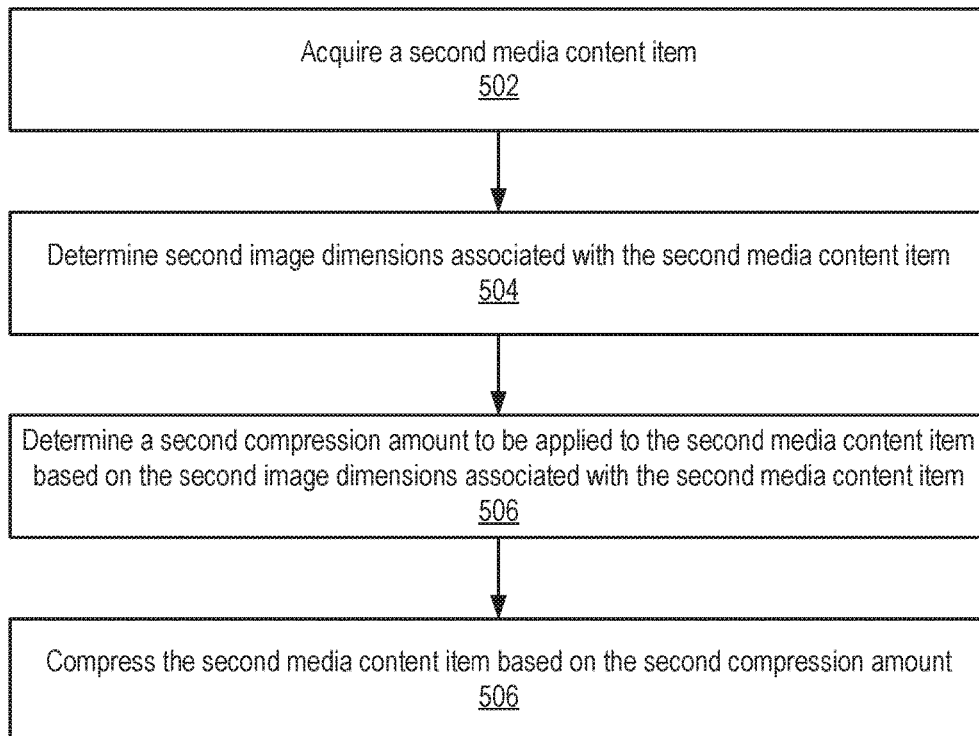 Acquire a second media content item
502
Determine second image dimensions associated with the second media content item
504
Determine a second compression amount to be applied to the second media content item
based on the second image dimensions associated with the second media content item
506
Compress the second media content item based on the second compression amount
506